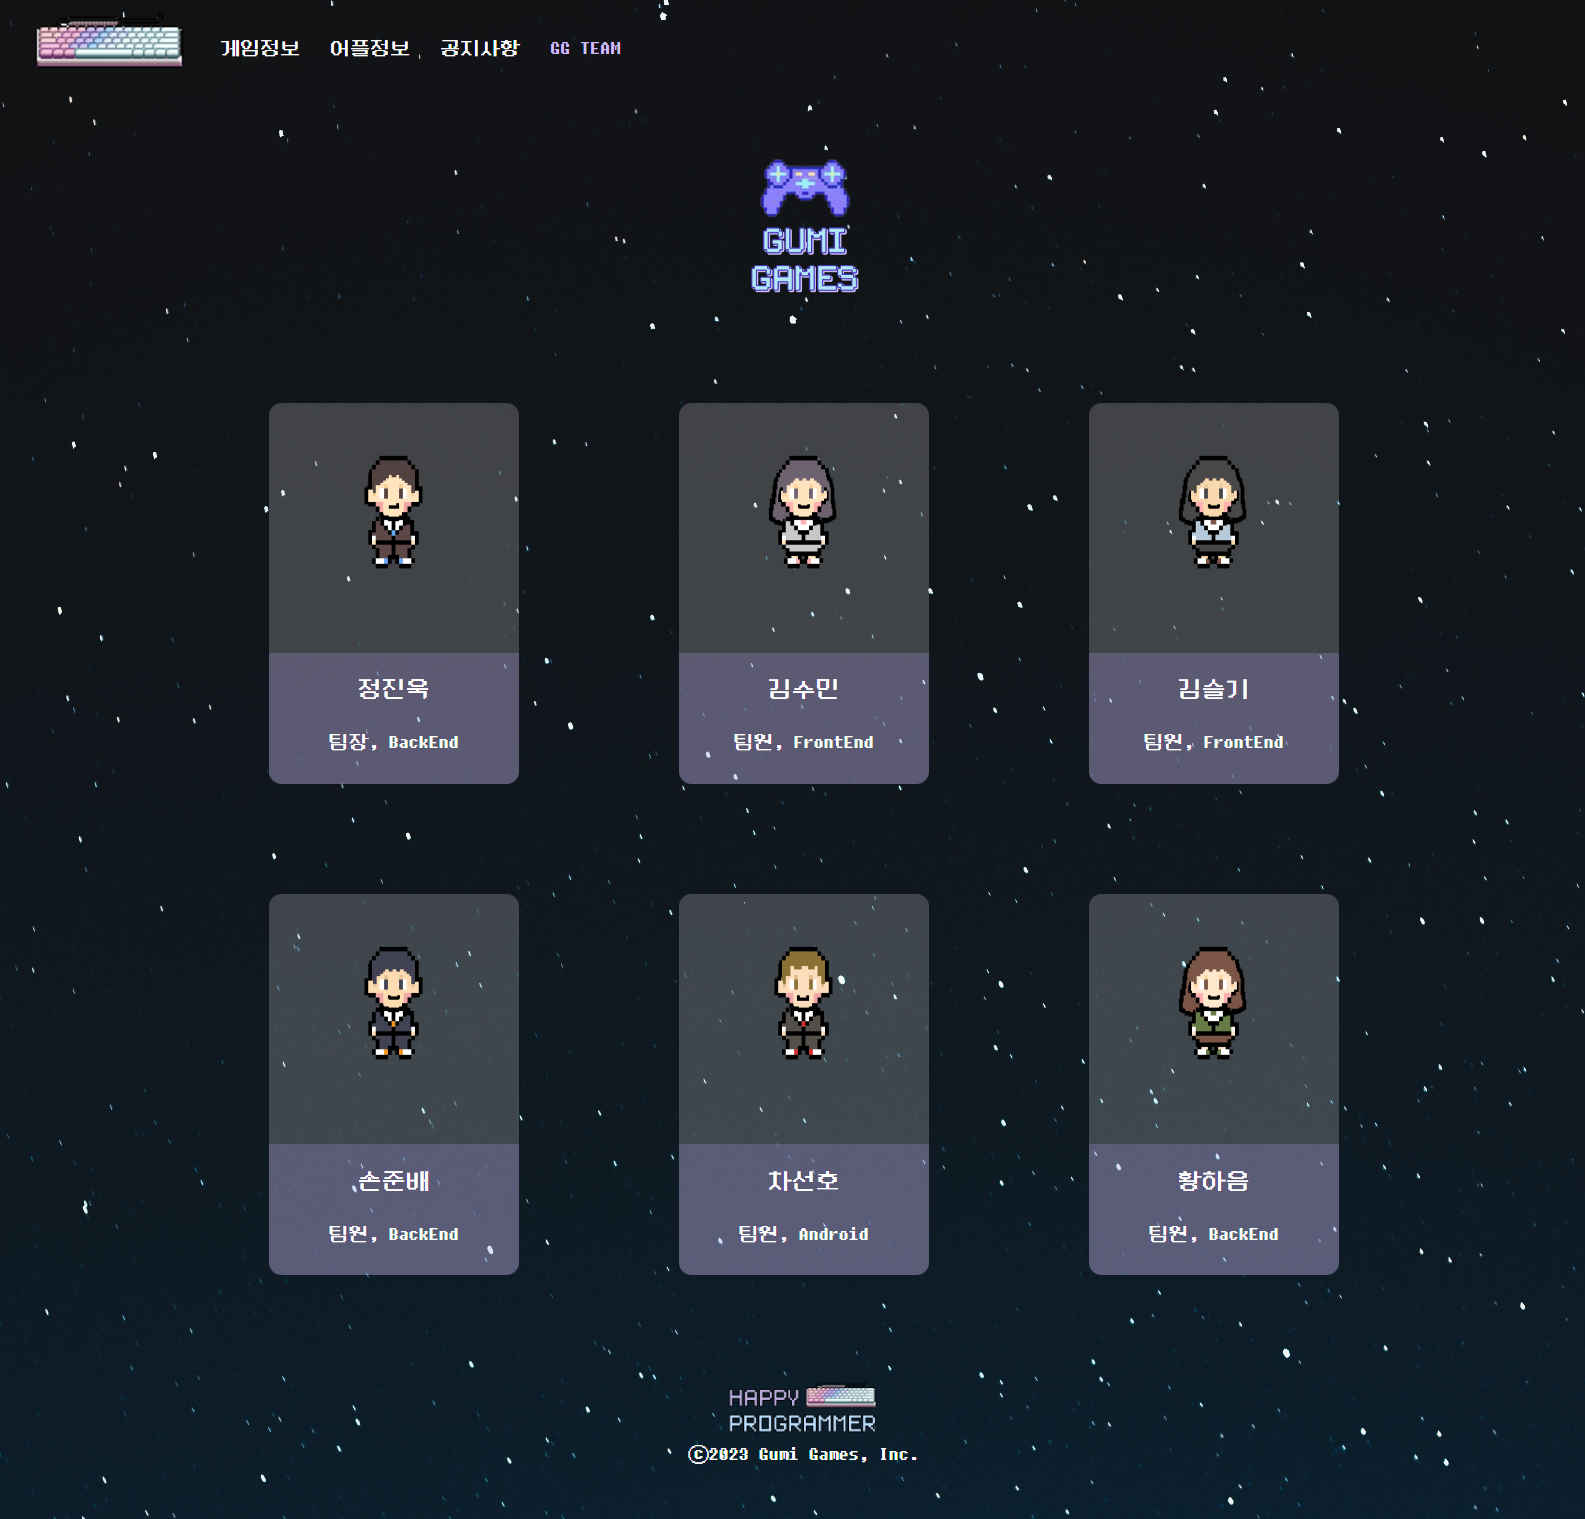 게임정보 어플정보 공지사항 GG TEAM
GUMI
GAMES
정진욱
팀장, BackEnd
김수민
팀원, FrontEnd
김슬기
팀원, FrontEnd
손준배
팀원, BackEnd
차선호
팀원, Android
황하음
팀원, BackEnd
HAPPY
PROGRAMMER
ⓒ2023 Gumi Games, Inc.